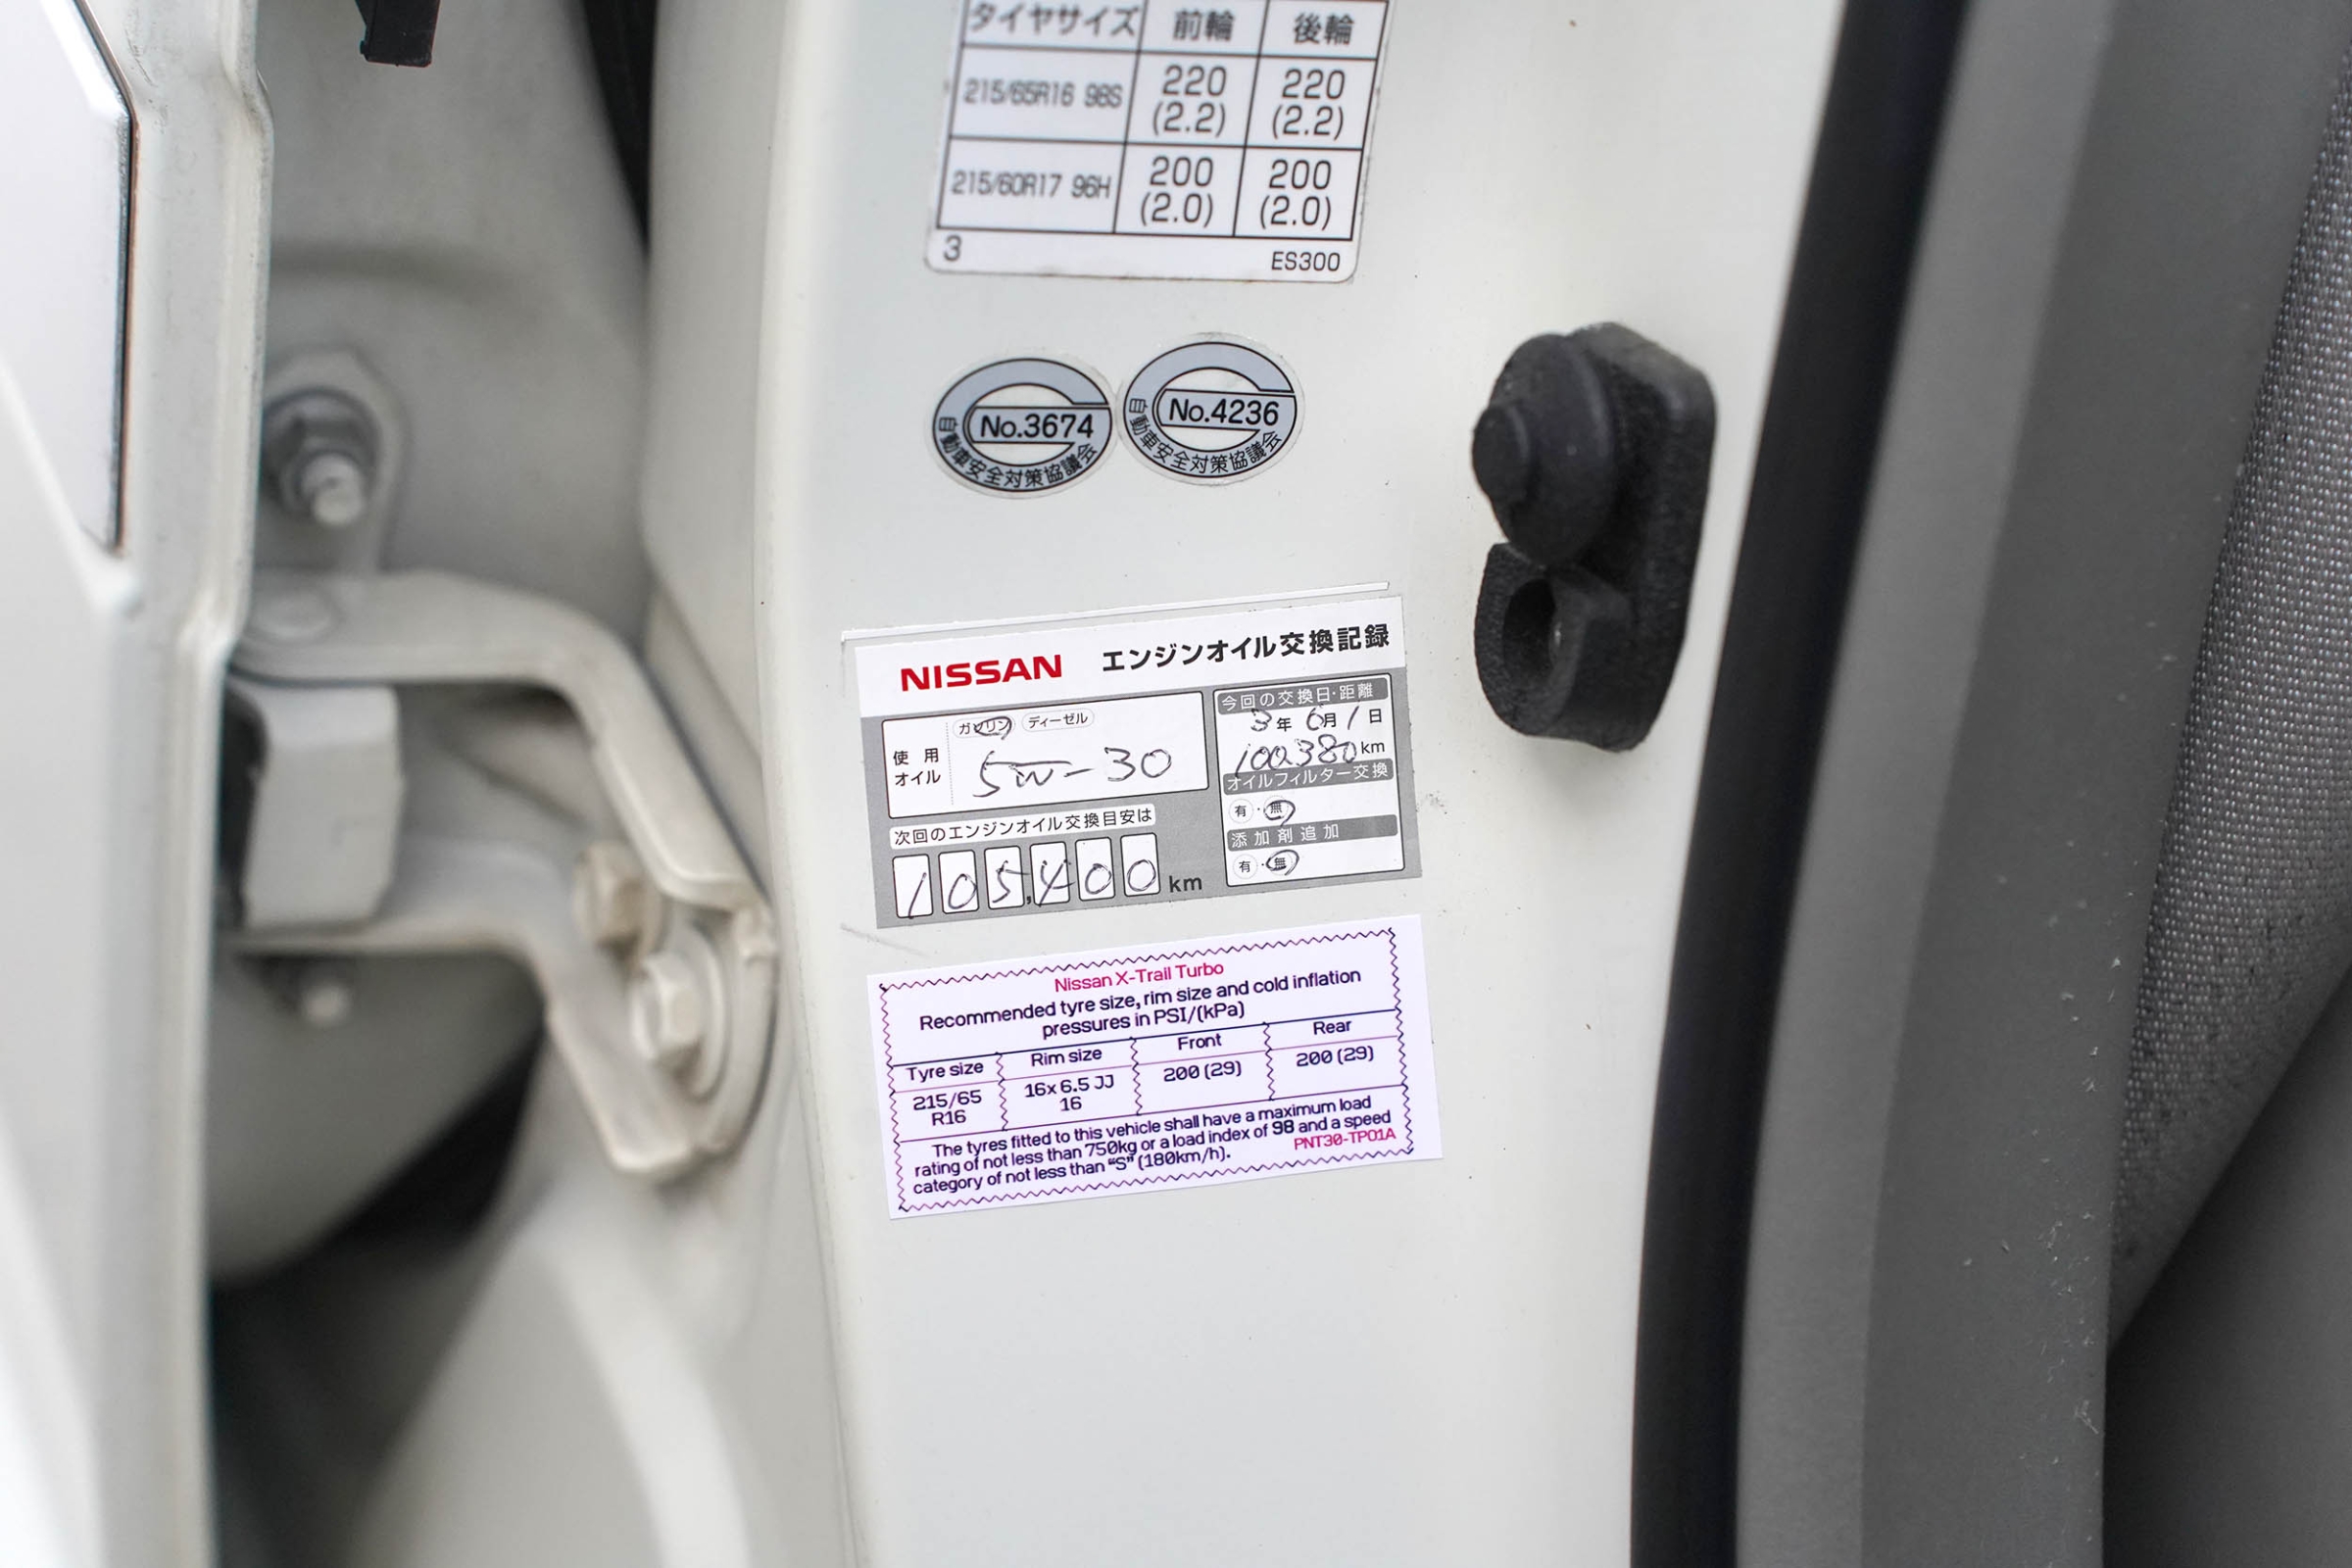 タイヤサイズ 前輪 後輪
215/65R16 98S 220 (2.2) 220 (2.2)
215/60R17 96H 200 (2.0) 200 (2.0)
3 ES300
No.3674
自動車安全対策協議会
No.4236
自動車安全対策協議会
NISSAN エンジンオイル交換記録
使用オイル ガソリン ディーゼル
5W-30
今回の交換日・距離
3年 6月 1日
100,380 km
オイルフィルター交換
有・無
添加剤追加
有・無
次回のエンジンオイル交換目安は
105,400 km
Nissan X-Trail Turbo
Recommended tyre size, rim size and cold inflation
pressures in PSI/(kPa)
Tyre size Rim size Front Rear
215/65 R16 16x 6.5 JJ 16 200 (29) 200 (29)
The tyres fitted to this vehicle shall have a maximum load
rating of not less than 750kg or a load index of 98 and a speed
category of not less than “S” (180km/h).
PNT30-TP01A